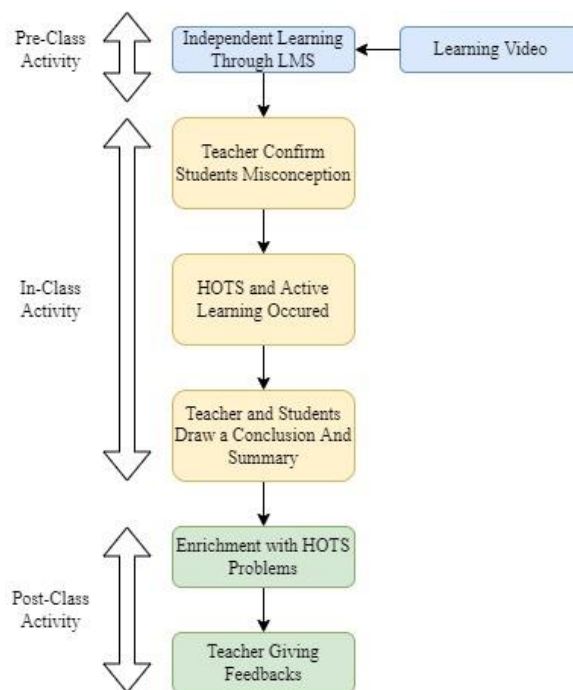 Pre-Class
Activity
Independent Learning
Through LMS
Learning Video
Teacher Confirm
Students Misconception
In-Class
Activity
HOTS and Active
Learning Occured
Teacher and Students
Draw a Conclusion And
Summary
Post-Class
Activity
Enrichment with HOTS
Problems
Teacher Giving
Feedbacks